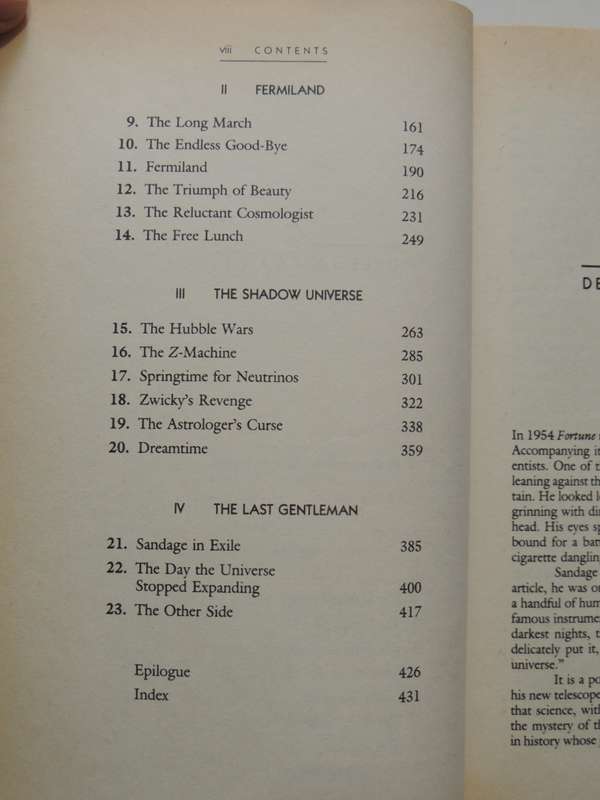 viii CONTENTS
II FERMILAND
9. The Long March 161
10. The Endless Good-Bye 174
11. Fermiland 190
12. The Triumph of Beauty 216
13. The Reluctant Cosmologist 231
14. The Free Lunch 249
III THE SHADOW UNIVERSE
15. The Hubble Wars 263
16. The Z-Machine 285
17. Springtime for Neutrinos 301
18. Zwicky's Revenge 322
19. The Astrologer's Curse 338
20. Dreamtime 359
IV THE LAST GENTLEMAN
21. Sandage in Exile 385
22. The Day the Universe
Stopped Expanding 400
23. The Other Side 417
Epilogue 426
Index 431
DE
In 1954 Fortune
Accompanying it
entists. One of
leaning against
tain. He looked
grinning with
head. His eyes
bound for a
cigarette
Sandage
article, he was
a handful of
famous
darkest nights,
delicately put it,
universe."
It is a
his new telescope
that science,
the mystery of
in history whose